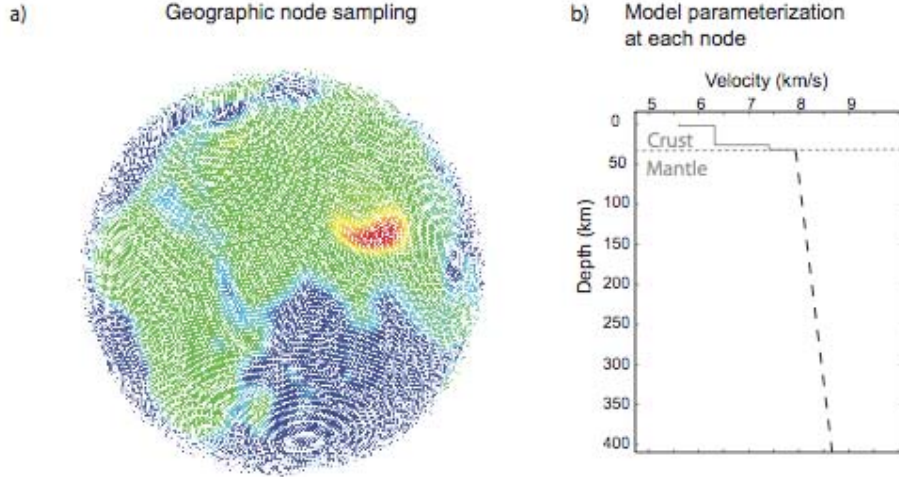 a) Geographic node sampling
b) Model parameterization
at each node
Velocity (km/s)
5 6 7 8 9
0
Crust
50
Mantle
100
150
200
250
300
350
400
Depth (km)